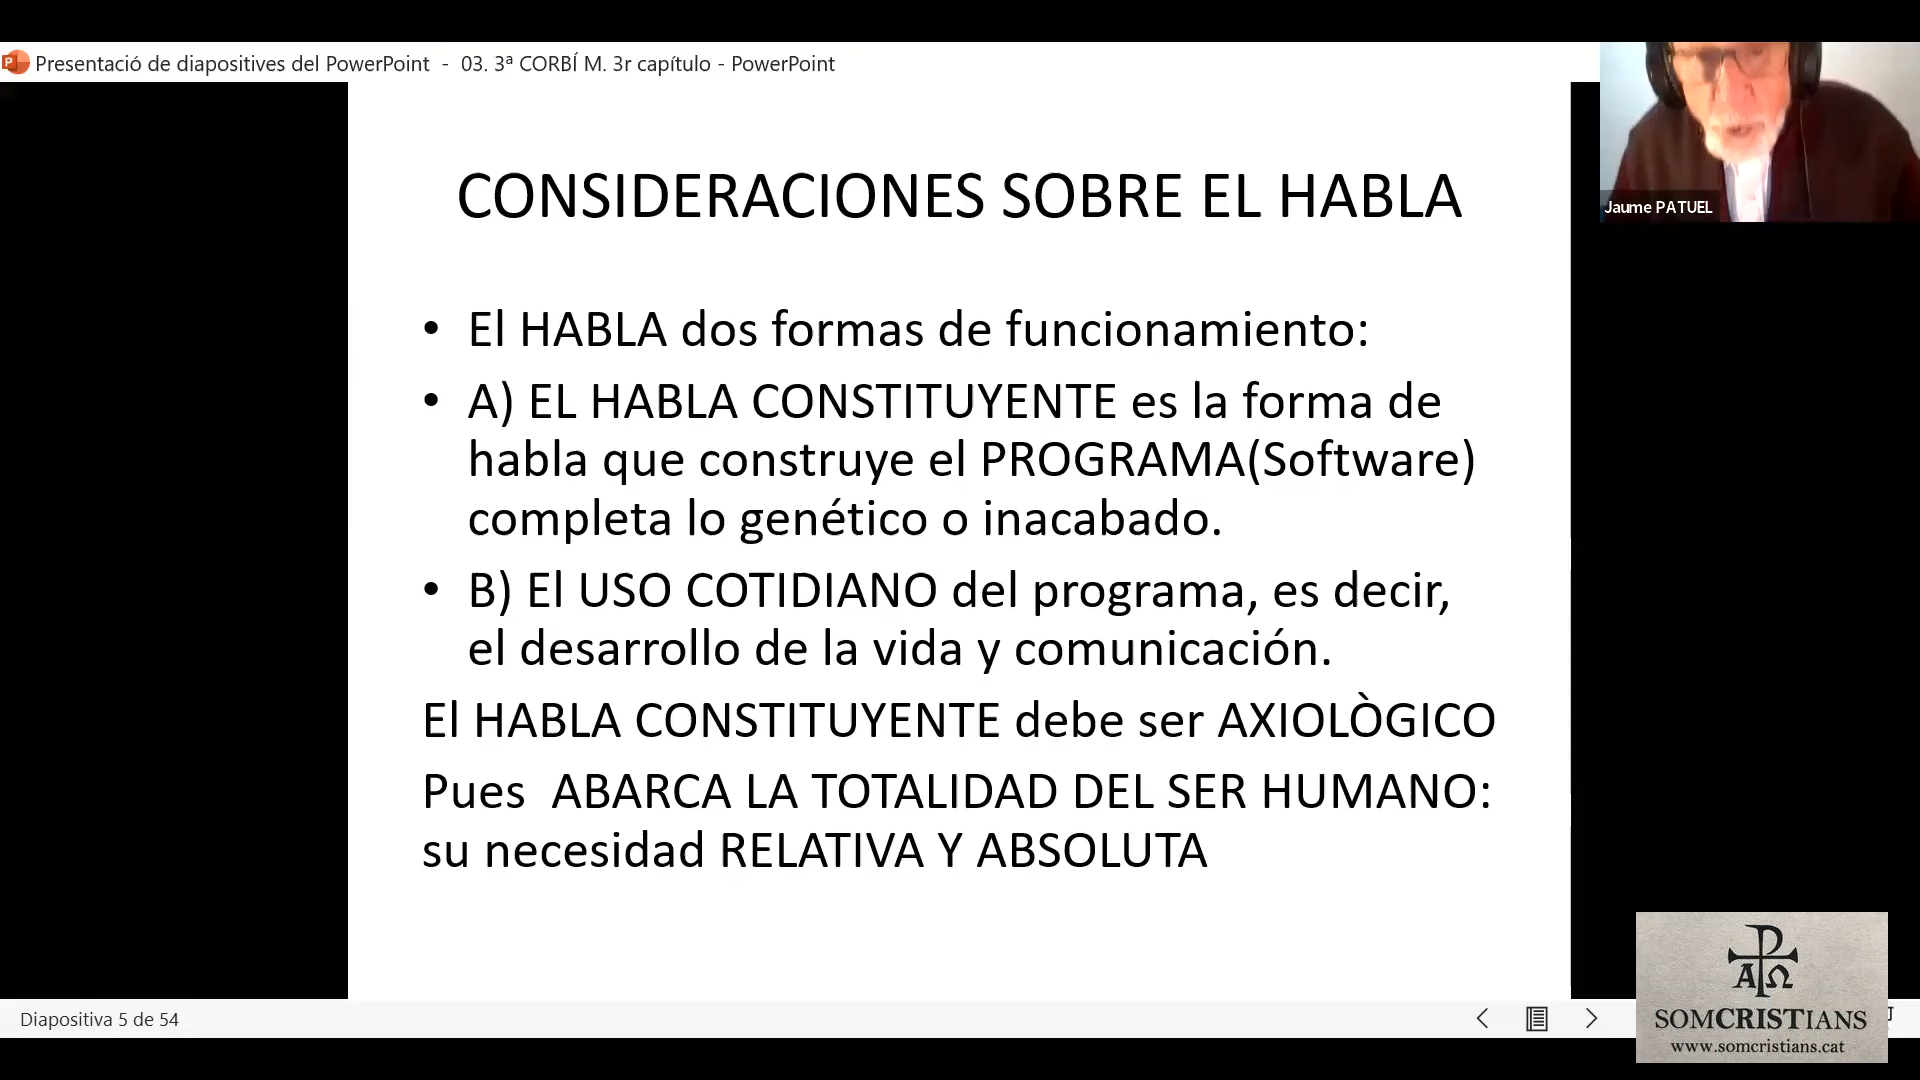 Presentació de diapositives del PowerPoint - 03. 3ª CORBÍ M. 3r capítulo - PowerPoint
Jaume PATUEL
CONSIDERACIONES SOBRE EL HABLA
• El HABLA dos formas de funcionamiento:
• A) EL HABLA CONSTITUYENTE es la forma de
habla que construye el PROGRAMA(Software)
completa lo genético o inacabado.
• B) El USO COTIDIANO del programa, es decir,
el desarrollo de la vida y comunicación.
El HABLA CONSTITUYENTE debe ser AXIOLÒGICO
Pues ABARCA LA TOTALIDAD DEL SER HUMANO:
su necesidad RELATIVA Y ABSOLUTA
Diapositiva 5 de 54
SOMCRISTIANS
www.somcristians.cat